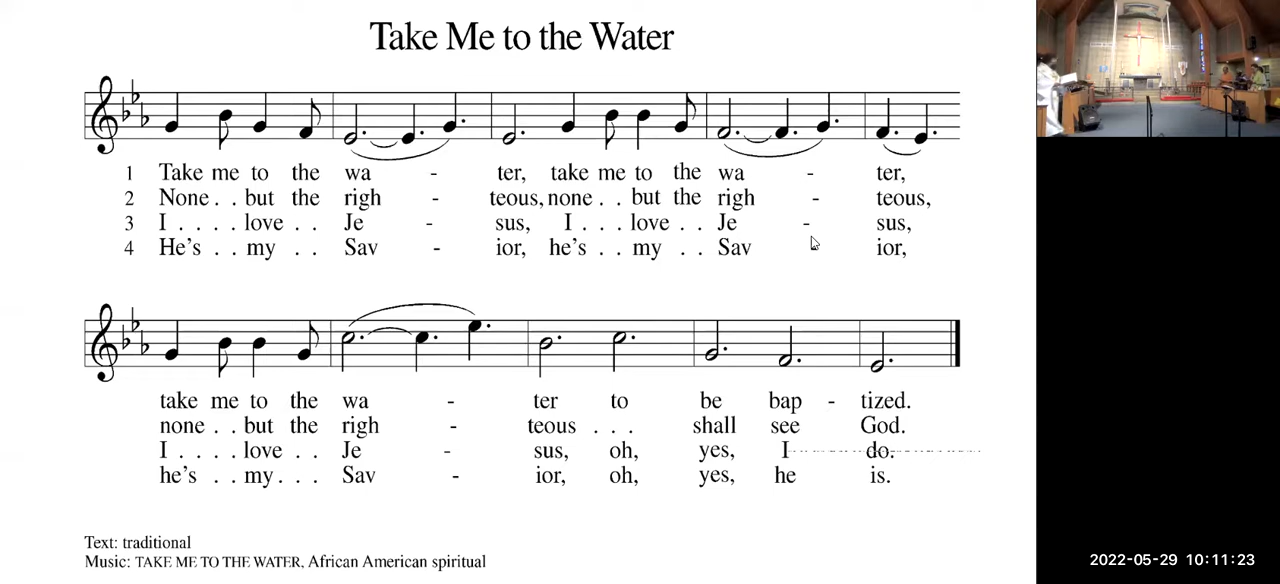 Take Me to the Water
1 Take me to the wa - ter, take me to the wa - ter,
2 None . . but the righ - teous, none . . but the righ - teous,
3 I . . . . love . . Je - sus, I . . . love . . Je - sus,
4 He's . . my . . Sav - ior, he's . . my . . Sav ior,
take me to the wa - ter to be bap - tized.
none . . but the righ - teous . . . shall see God.
I . . . . love . . Je - sus, oh, yes, I do.
he's . . my . . . Sav - ior, oh, yes, he is.
Text: traditional
Music: TAKE ME TO THE WATER, African American spiritual
2022-05-29 10:11:23